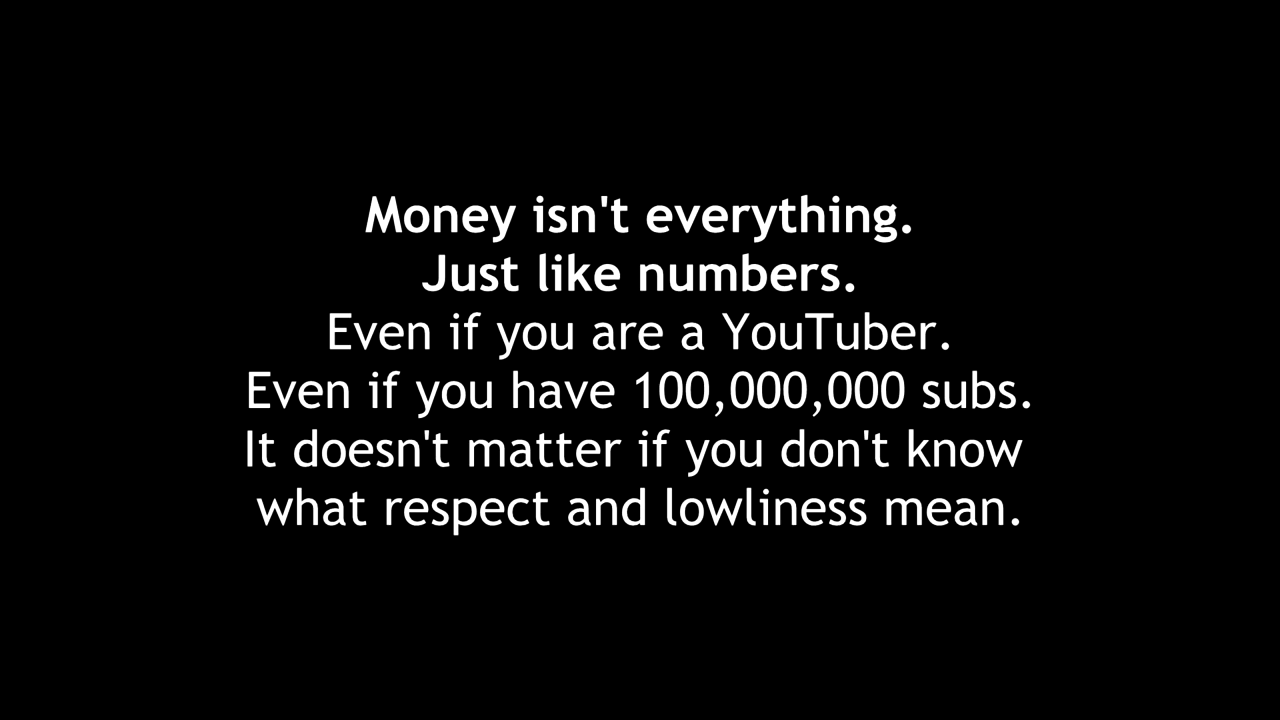 Money isn't everything.
Just like numbers.
Even if you are a YouTuber.
Even if you have 100,000,000 subs.
It doesn't matter if you don't know
what respect and lowliness mean.